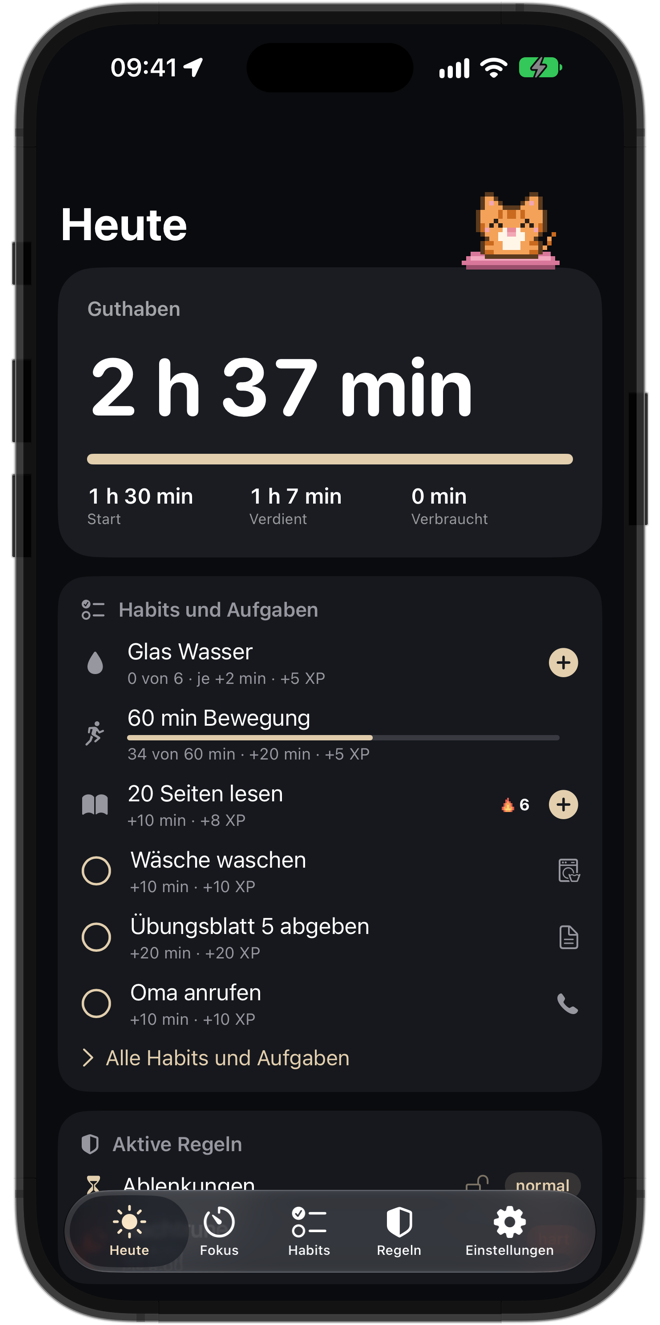 09:41
Heute
Guthaben
2 h 37 min
1 h 30 min
Start
1 h 7 min
Verdient
0 min
Verbraucht
Habits und Aufgaben
Glas Wasser
0 von 6 · je +2 min · +5 XP
60 min Bewegung
34 von 60 min · +20 min · +5 XP
20 Seiten lesen
+10 min · +8 XP
6
Wäsche waschen
+10 min · +10 XP
Übungsblatt 5 abgeben
+20 min · +20 XP
Oma anrufen
+10 min · +10 XP
Alle Habits und Aufgaben
Aktive Regeln
Ablenkungen normal
Heute Fokus Habits Regeln Einstellungen